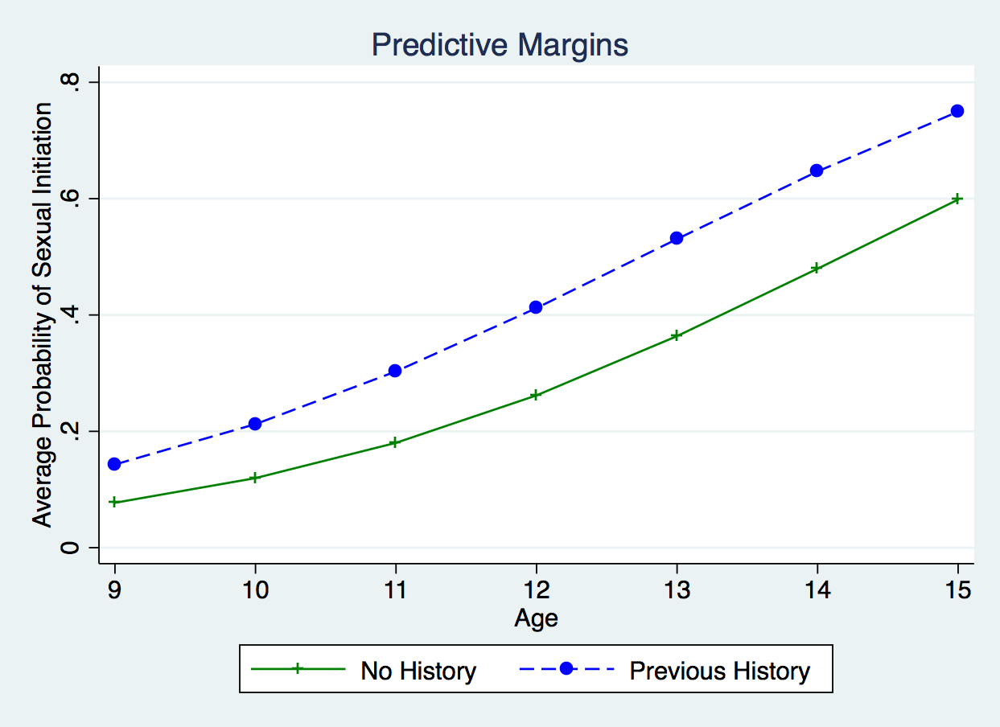 Predictive Margins
Average Probability of Sexual Initiation
.8
.6
.4
.2
0
9 10 11 12 13 14 15
Age
No History Previous History